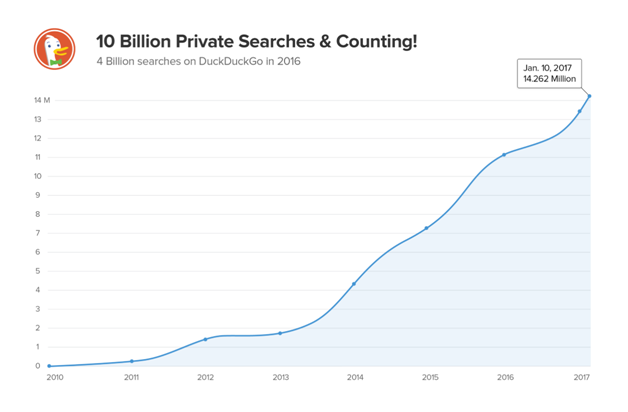 10 Billion Private Searches & Counting!
4 Billion searches on DuckDuckGo in 2016
Jan. 10, 2017
14.262 Million
14 M
13
12
11
10
9
8
7
6
5
4
3
2
1
0
2010 2011 2012 2013 2014 2015 2016 2017